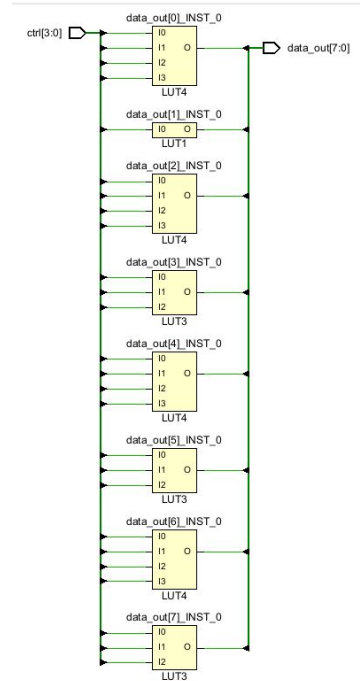 data_out[0]_INST_0
ctrl[3:0]
I0
I1 O
I2
I3
LUT4
data_out[7:0]
data_out[1]_INST_0
I0 O
LUT1
data_out[2]_INST_0
I0
I1 O
I2
I3
LUT4
data_out[3]_INST_0
I0
I1 O
I2
LUT3
data_out[4]_INST_0
I0
I1 O
I2
I3
LUT4
data_out[5]_INST_0
I0
I1 O
I2
LUT3
data_out[6]_INST_0
I0
I1 O
I2
I3
LUT4
data_out[7]_INST_0
I0
I1 O
I2
LUT3